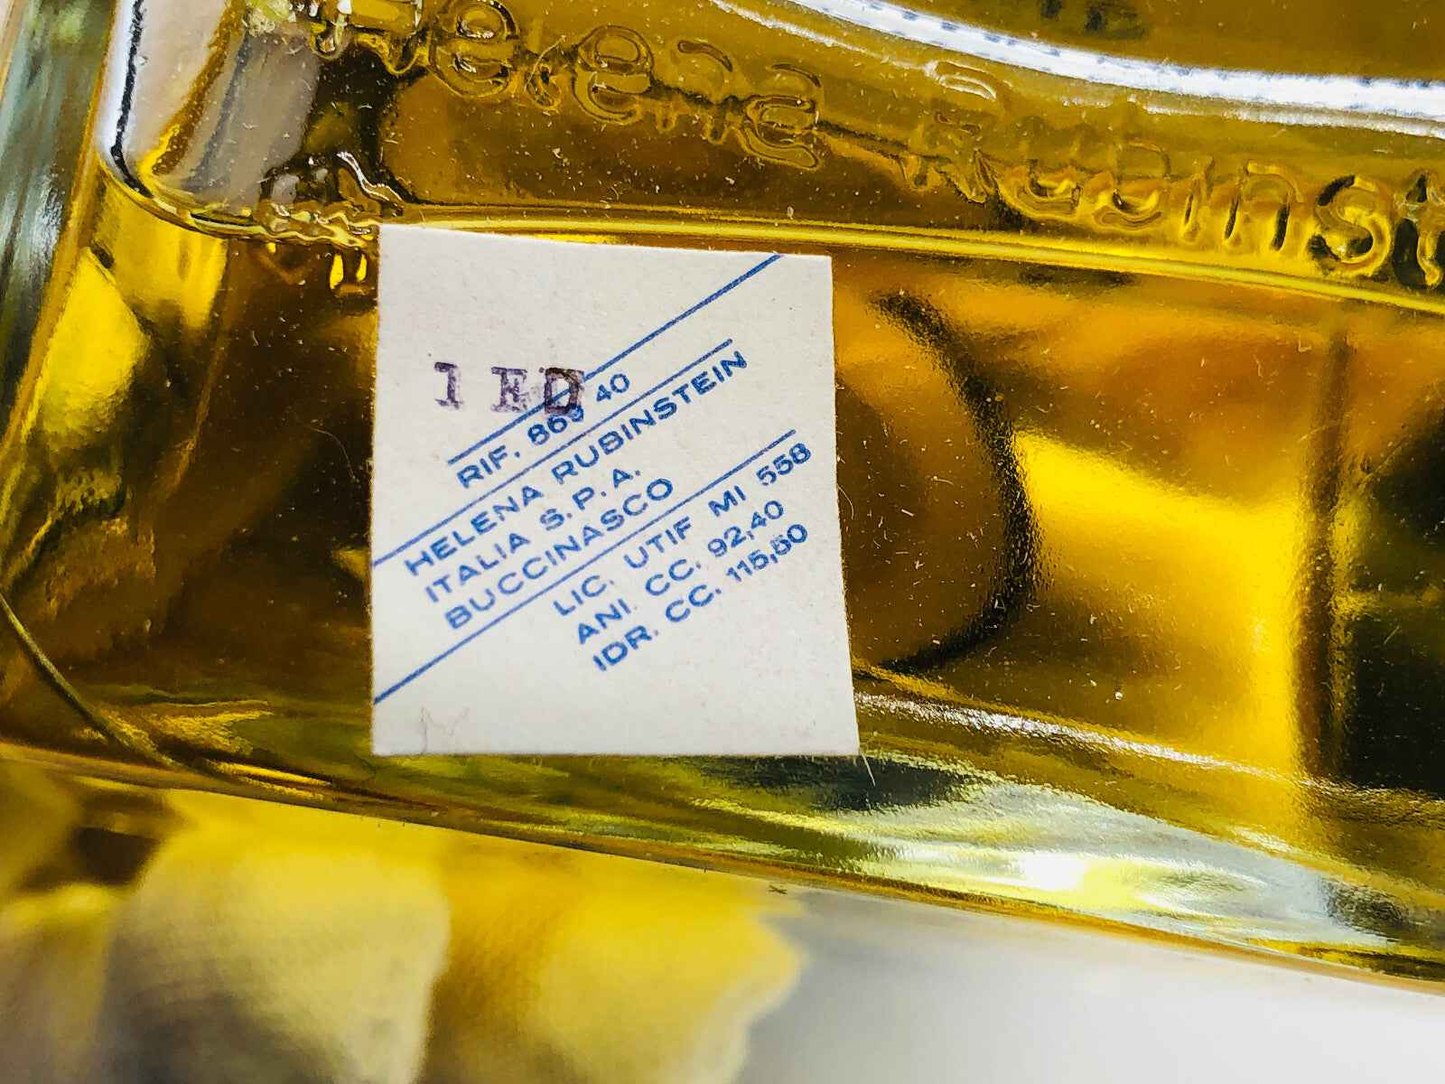 Helena Rubinst
1 ED
RIF. 869 40
HELENA RUBINSTEIN
ITALIA S.P.A.
BUCCINASCO
LIC. UTIF MI 558
ANI. CC. 92,40
IDR. CC. 115,50